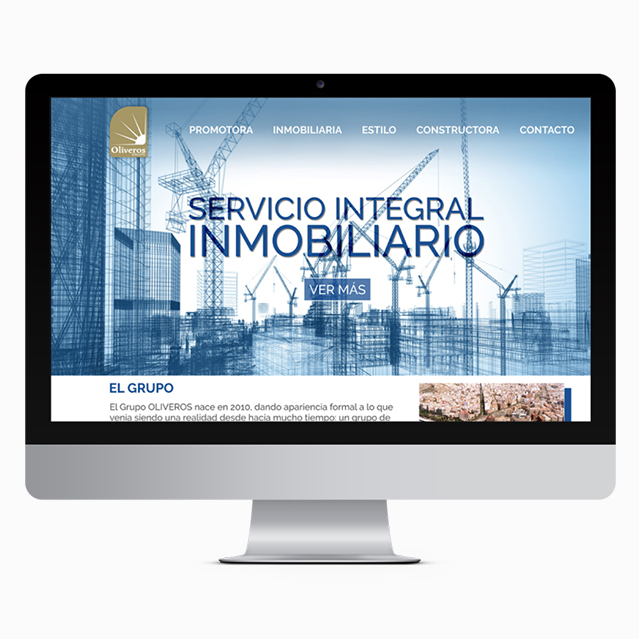 Oliveros
PROMOTORA INMOBILIARIA ESTILO CONSTRUCTORA CONTACTO
SERVICIO INTEGRAL
INMOBILIARIO
VER MÁS
EL GRUPO
El Grupo OLIVEROS nace en 2010, dando apariencia formal a lo que
venía siendo una realidad desde hacía mucho tiempo: un grupo de